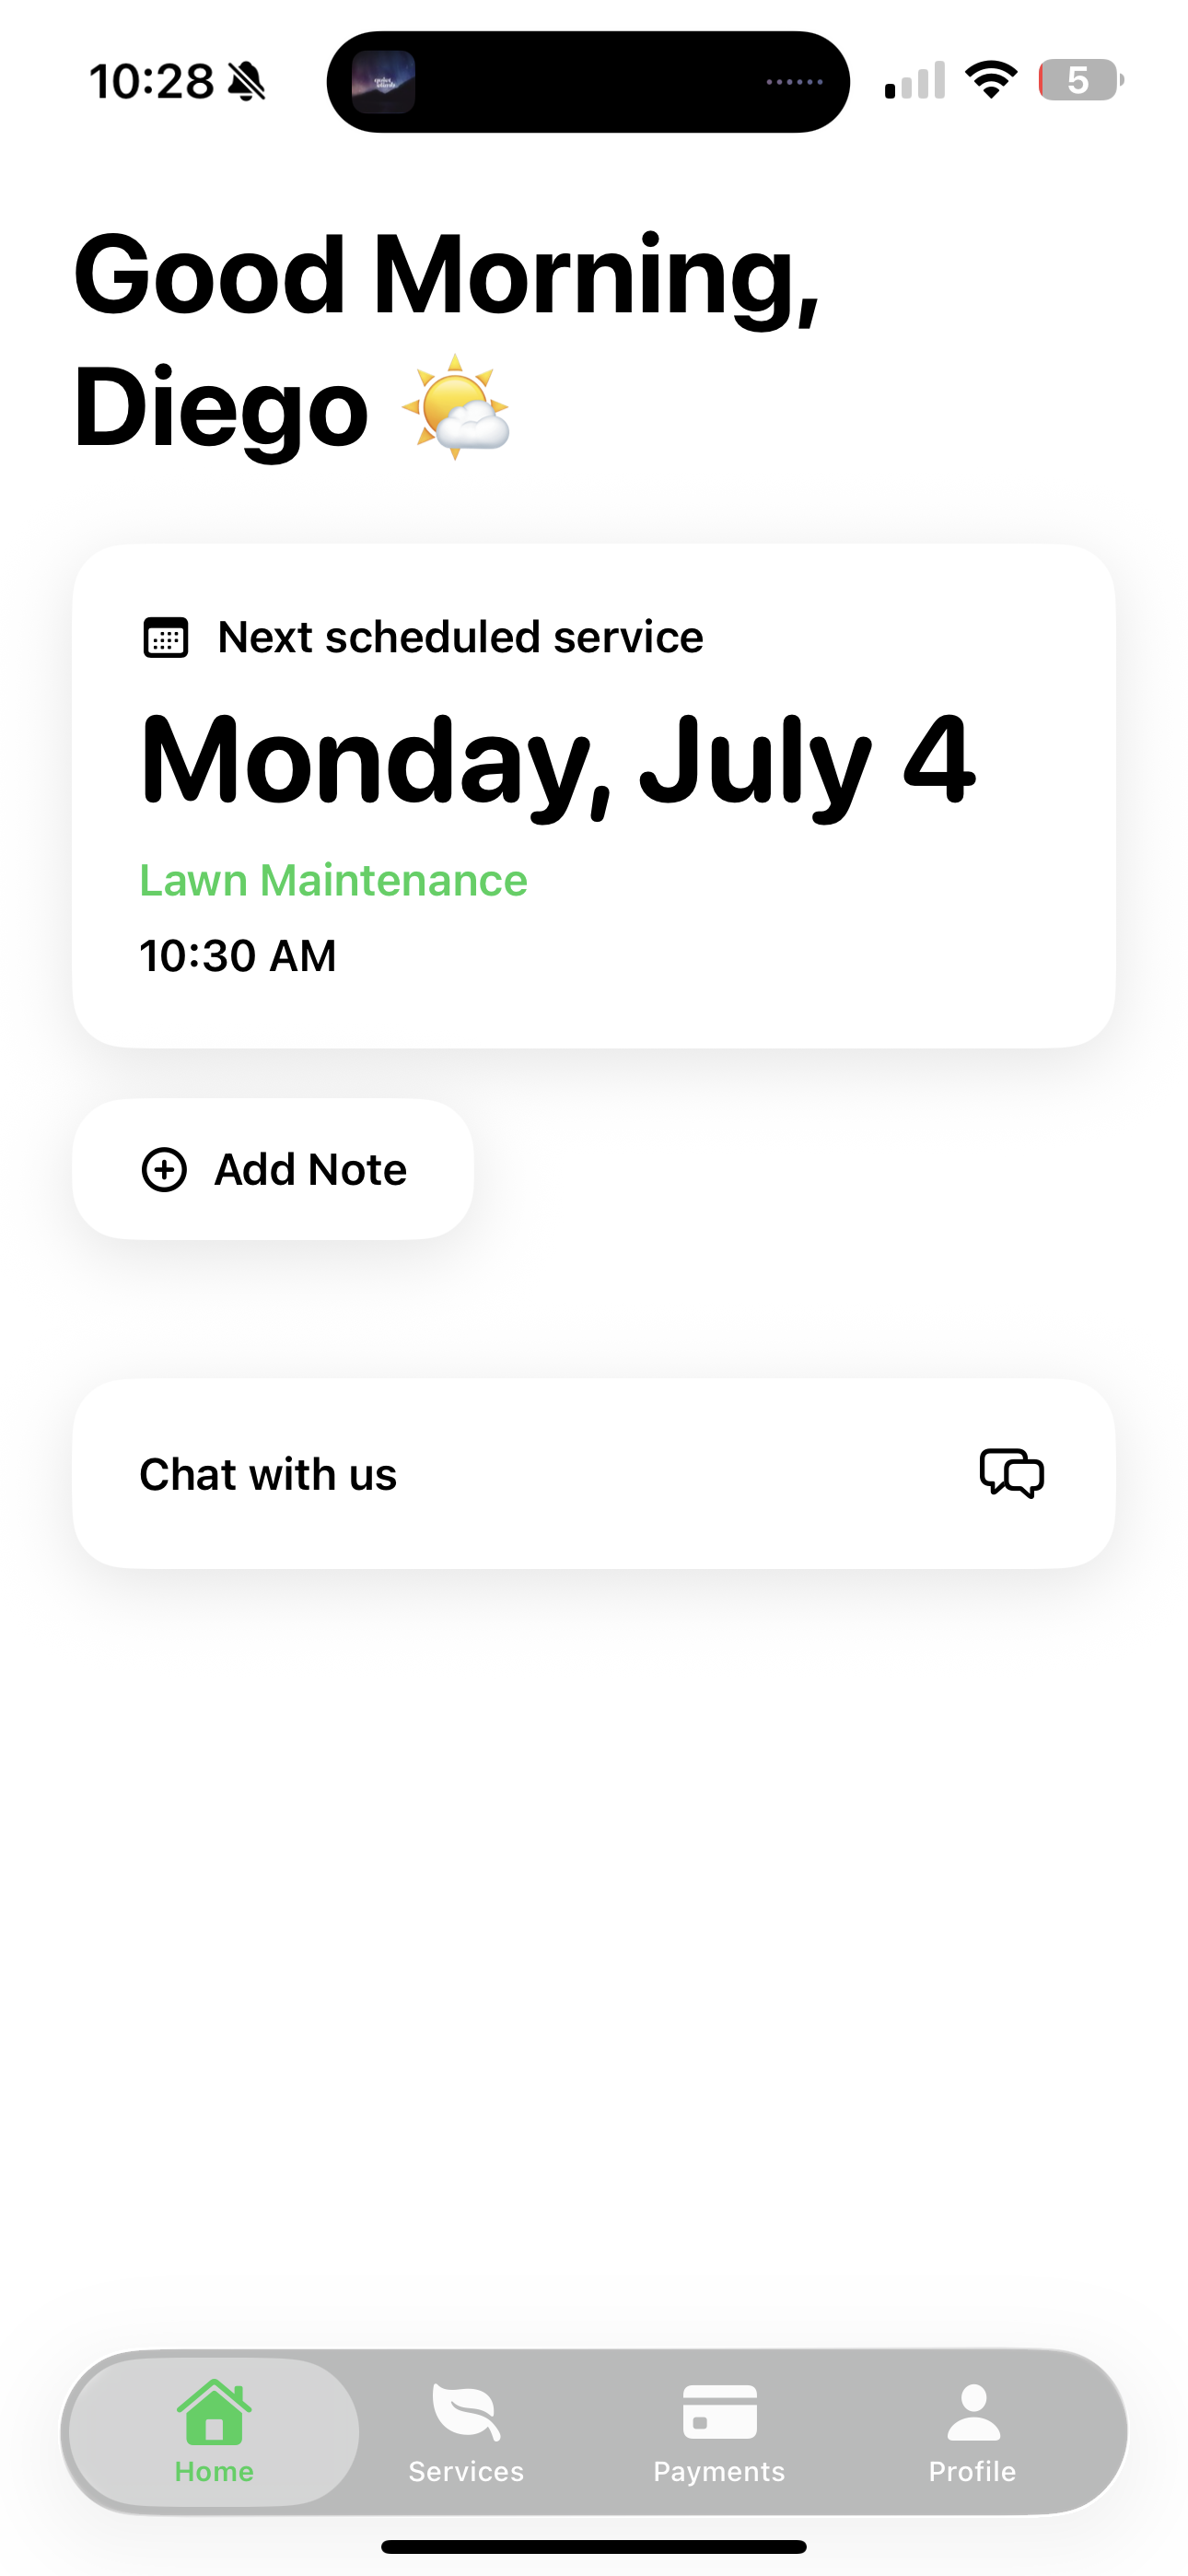 10:28
5
Good Morning,
Diego 🌤️
Next scheduled service
Monday, July 4
Lawn Maintenance
10:30 AM
Add Note
Chat with us
Home
Services
Payments
Profile